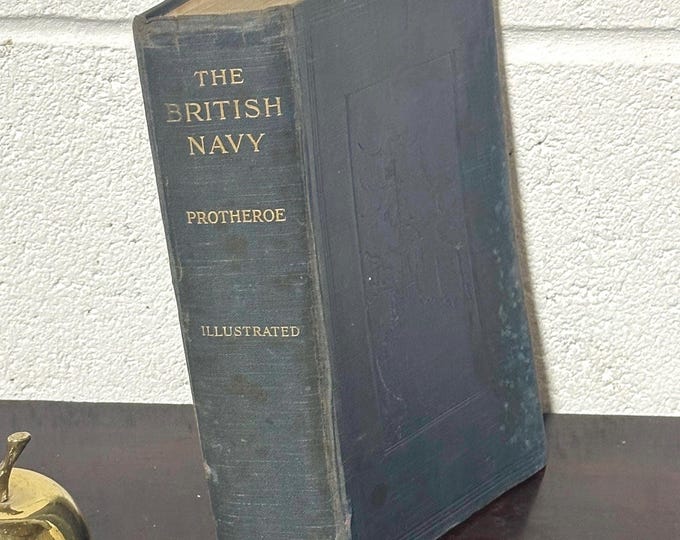 THE
BRITISH
NAVY
PROTHEROE
ILLUSTRATED